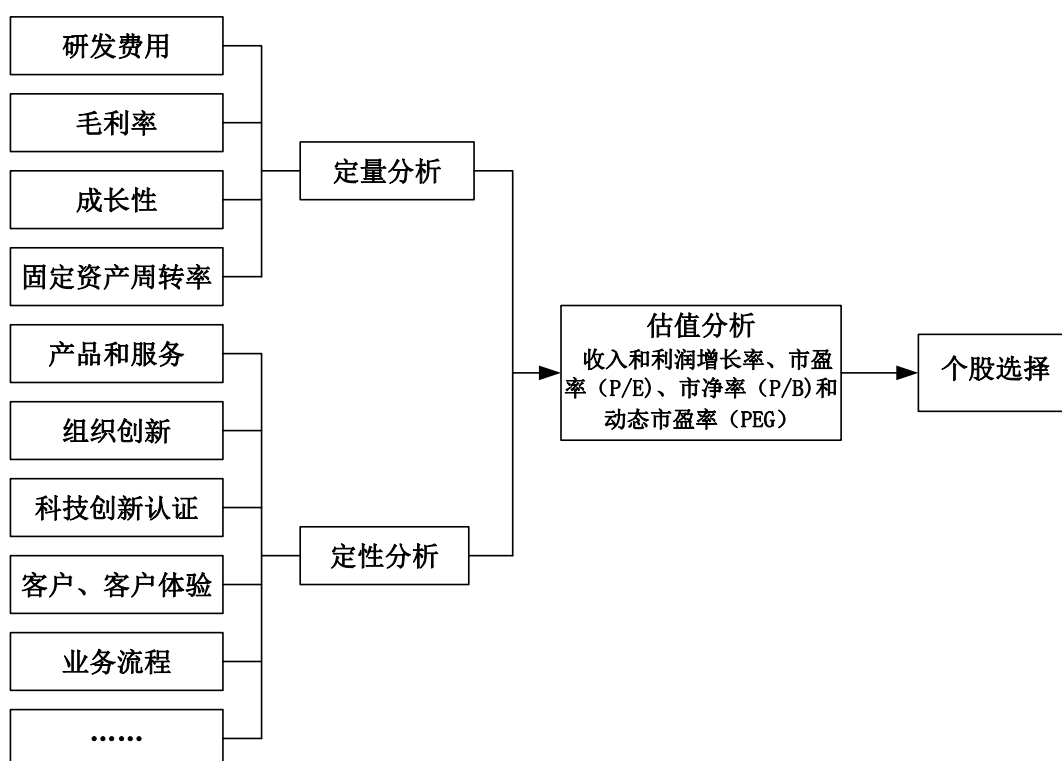 研发费用
毛利率
成长性
固定资产周转率
产品和服务
组织创新
科技创新认证
客户、客户体验
业务流程
……
定量分析
定性分析
估值分析
收入和利润增长率、市盈
率（P/E)、市净率（P/B)和
动态市盈率（PEG）
个股选择